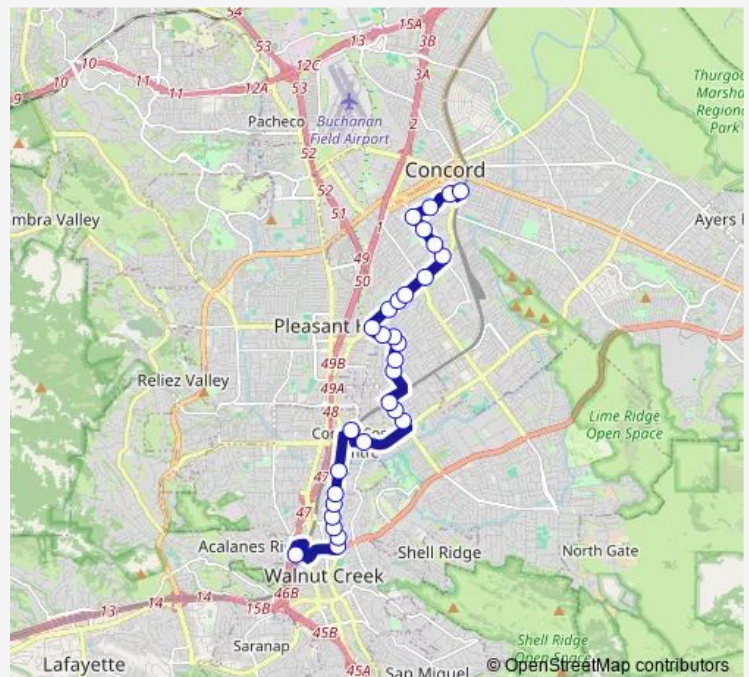 54
15A
53
13
3B
10
10
12C
11
11
12A
53
3A
9
Thurgood
Marsha
Regiona
Park
Pacheco
Buchanan
Field Airport
2
52
Concord
52
mbra Valley
51
1
Ayers
49
50
Pleasant H
49B
Reliez Valley
49A
48
Lime Ridge
Open Space
47
47
Acalanes Ri
Shell Ridge
North Gate
Walnut Creek
46B
13
14
14
15B
45B
Saranap
Shell Ridge
Open Space
Lafayette
45A
San Miguel
© OpenStreetMap contributors